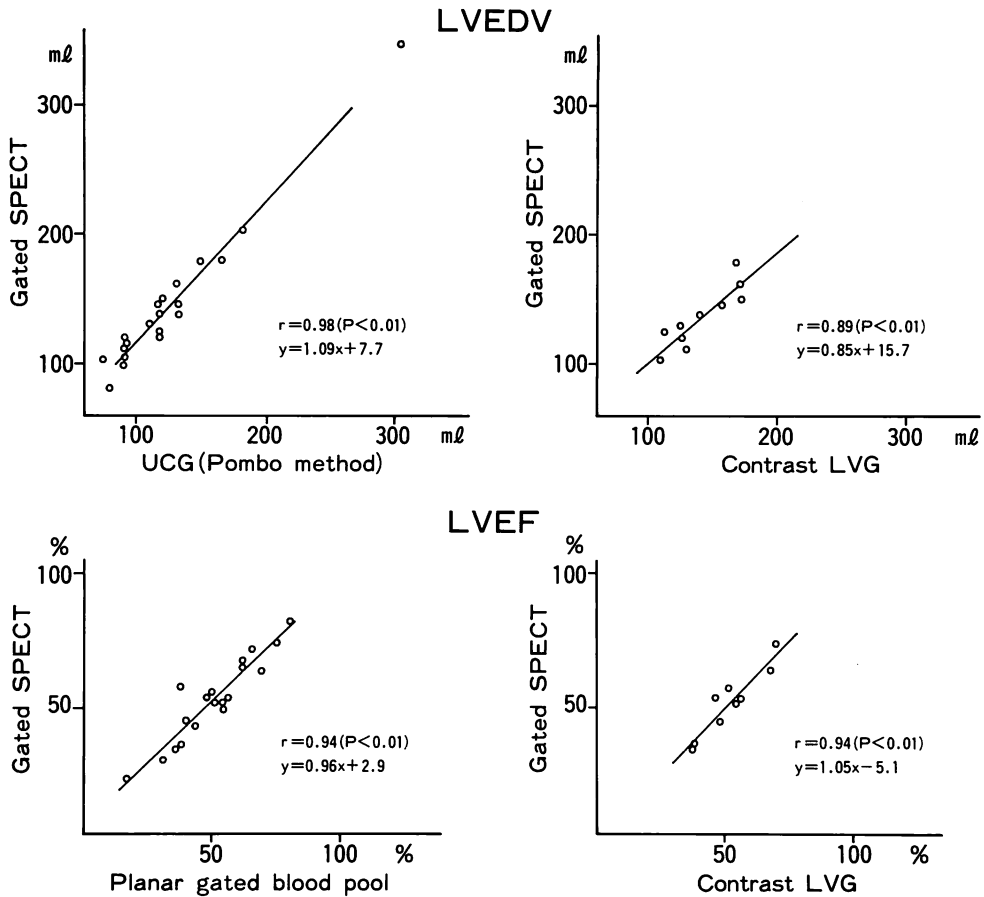 LVEDV
mℓ
300
200
100
Gated SPECT
r=0.98(P<0.01)
y=1.09x+7.7
100
200
300
mℓ
UCG(Pombo method)
mℓ
300
200
100
Gated SPECT
r=0.89(P<0.01)
y=0.85x+15.7
100
200
300
mℓ
Contrast LVG
LVEF
%
100
50
Gated SPECT
r=0.94(P<0.01)
y=0.96x+2.9
50
100
%
Planar gated blood pool
%
100
50
Gated SPECT
r=0.94(P<0.01)
y=1.05x−5.1
50
100
%
Contrast LVG